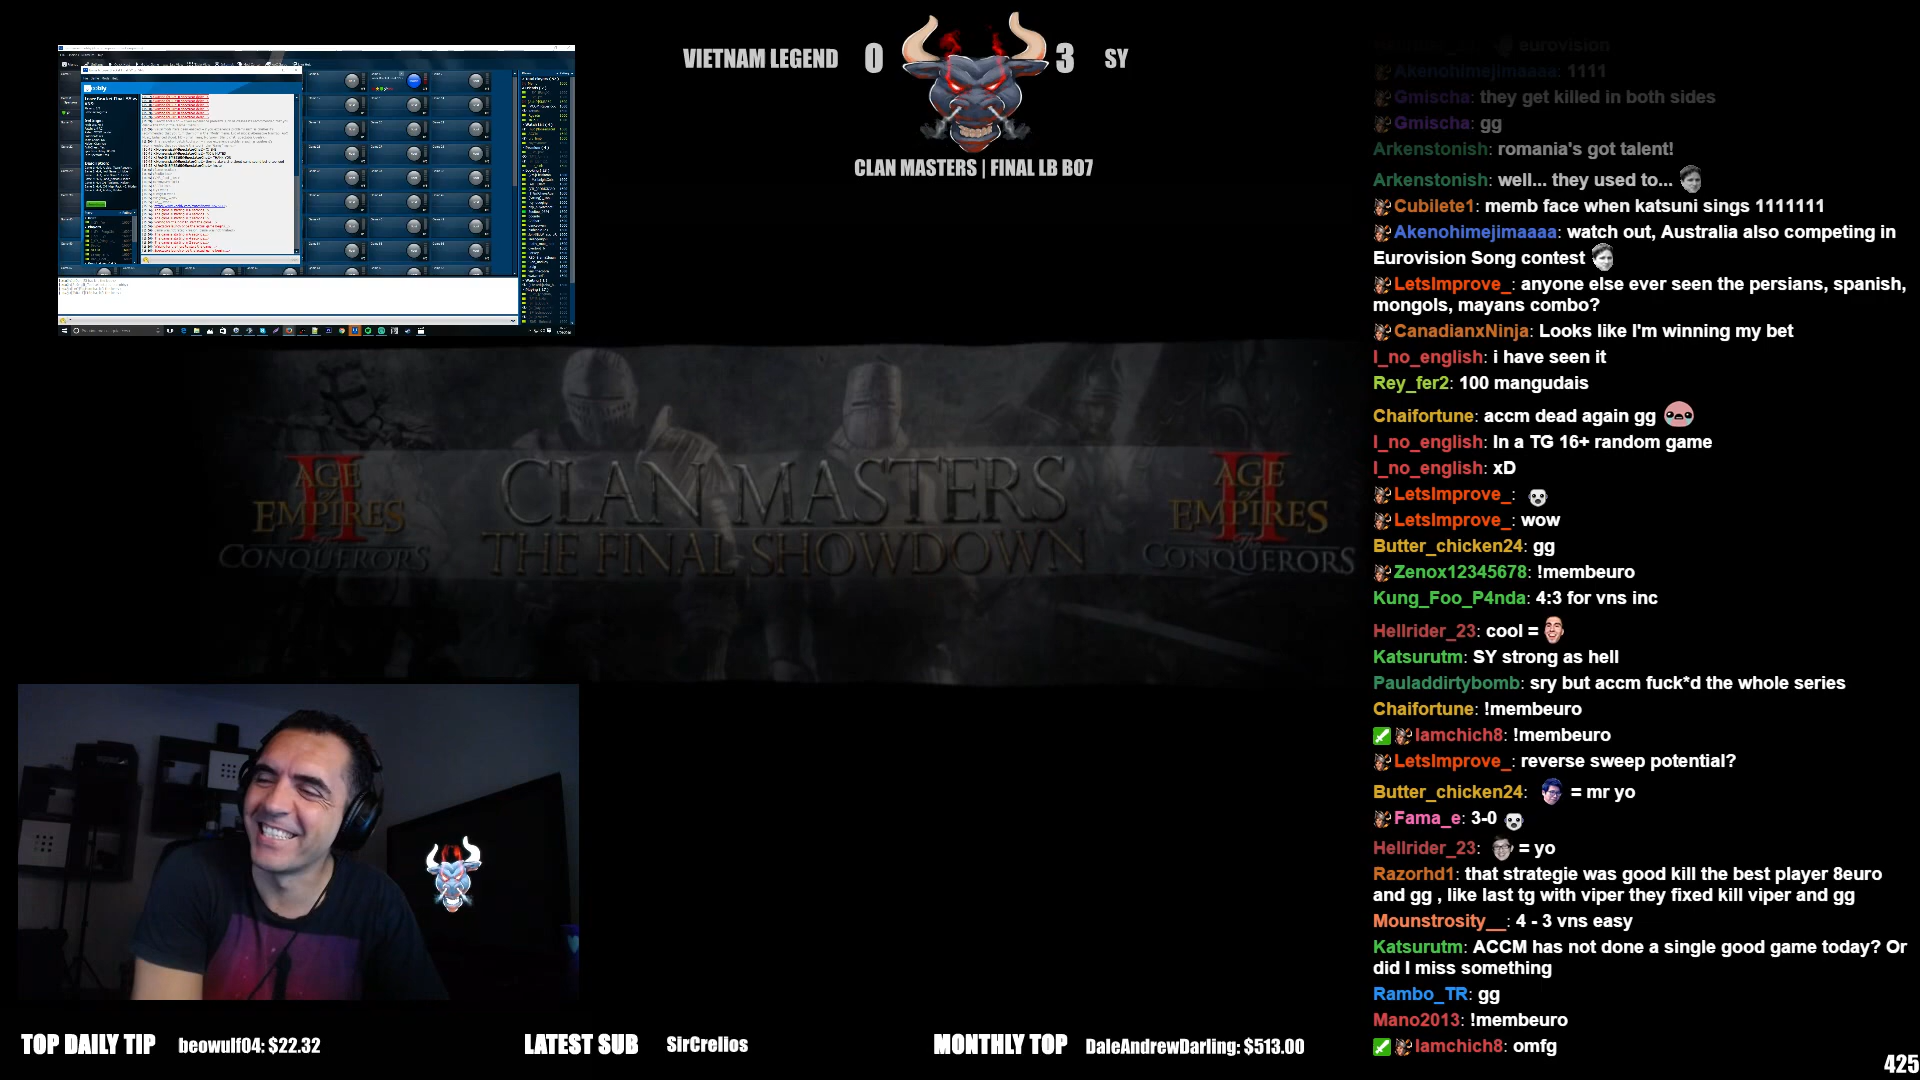 VIETNAM LEGEND 0 3 SY
CLAN MASTERS | FINAL LB BO7
AGE of EMPIRES II The CONQUERORS
CLAN MASTERS
THE FINAL SHOWDOWN
AGE of EMPIRES II The CONQUERORS
eurovision
Akenohimejimaaaa: 1111
Gmischa: they get killed in both sides
Gmischa: gg
Arkenstonish: romania's got talent!
Arkenstonish: well... they used to...
Cubilete1: memb face when katsuni sings 1111111
Akenohimejimaaaa: watch out, Australia also competing in
Eurovision Song contest
LetsImprove_: anyone else ever seen the persians, spanish,
mongols, mayans combo?
CanadianxNinja: Looks like I'm winning my bet
I_no_english: i have seen it
Rey_fer2: 100 mangudais
Chaifortune: accm dead again gg
I_no_english: In a TG 16+ random game
I_no_english: xD
LetsImprove_:
LetsImprove_: wow
Butter_chicken24: gg
Zenox12345678: !membeuro
Kung_Foo_P4nda: 4:3 for vns inc
Hellrider_23: cool =
Katsurutm: SY strong as hell
Pauladdirtybomb: sry but accm fuck*d the whole series
Chaifortune: !membeuro
Iamchich8: !membeuro
LetsImprove_: reverse sweep potential?
Butter_chicken24: = mr yo
Fama_e: 3-0
Hellrider_23: = yo
Razorhd1: that strategie was good kill the best player 8euro
and gg , like last tg with viper they fixed kill viper and gg
Mounstrosity__: 4 - 3 vns easy
Katsurutm: ACCM has not done a single good game today? Or
did I miss something
Rambo_TR: gg
Mano2013: !membeuro
Iamchich8: omfg
TOP DAILY TIP beowulf04: $22.32 LATEST SUB SirCrelios MONTHLY TOP DaleAndrewDarling: $513.00
425